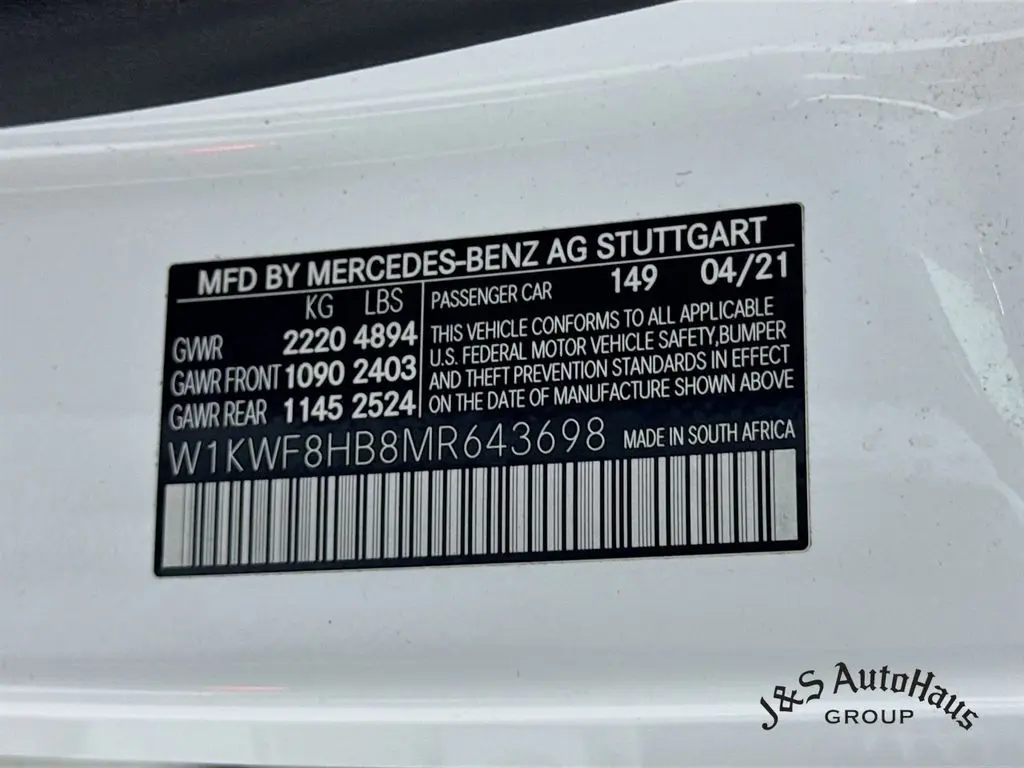 MFD BY MERCEDES-BENZ AG STUTTGART
KG LBS
GVWR 2220 4894
GAWR FRONT 1090 2403
GAWR REAR 1145 2524
PASSENGER CAR 149 04/21
THIS VEHICLE CONFORMS TO ALL APPLICABLE
U.S. FEDERAL MOTOR VEHICLE SAFETY,BUMPER
AND THEFT PREVENTION STANDARDS IN EFFECT
ON THE DATE OF MANUFACTURE SHOWN ABOVE
W1KWF8HB8MR643698 MADE IN SOUTH AFRICA
J&S AutoHaus
GROUP